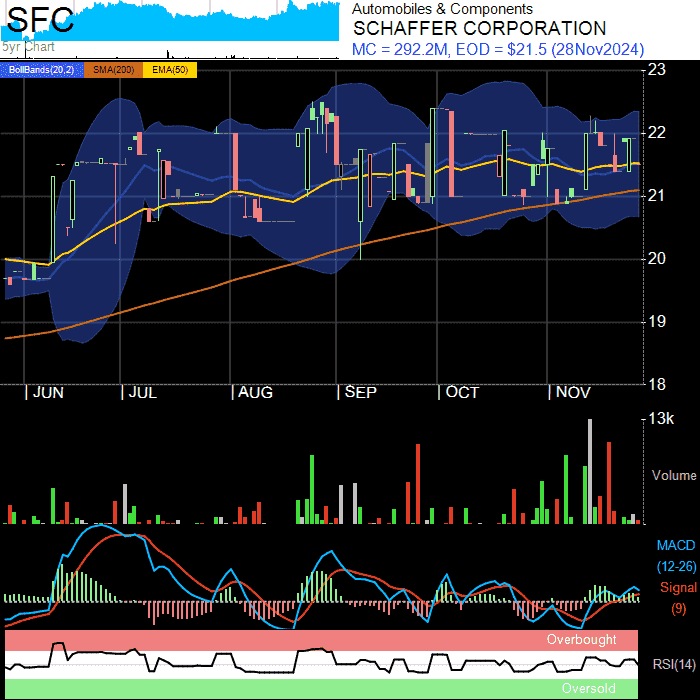 SFC
5yr Chart
Automobiles & Components
SCHAFFER CORPORATION
MC = 292.2M, EOD = $21.5 (28Nov2024)
BollBands(20,2) SMA(200) EMA(50)
23
22
21
20
19
18
JUN JUL AUG SEP OCT NOV
13k
Volume
MACD
(12-26)
Signal
(9)
Overbought
RSI(14)
Oversold